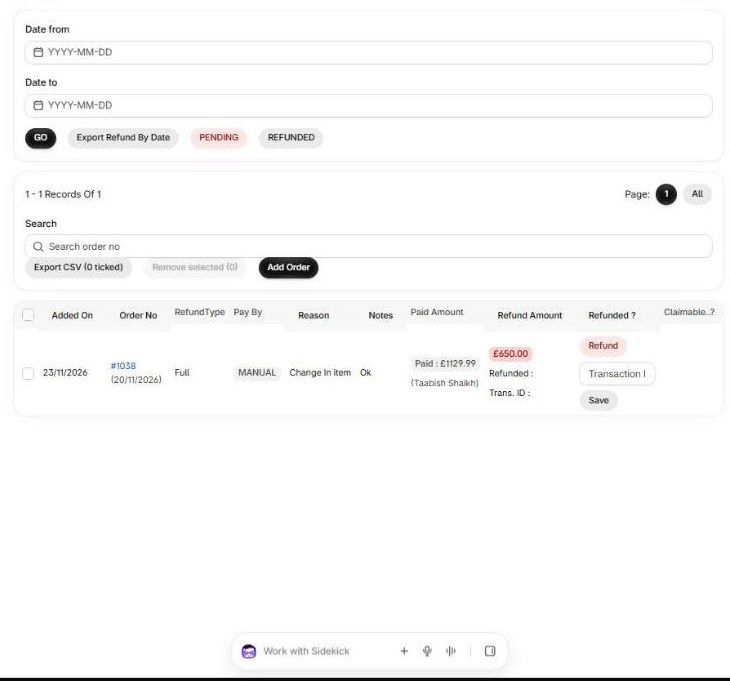 Date from
YYYY-MM-DD
Date to
YYYY-MM-DD
GO Export Refund By Date PENDING REFUNDED
1 - 1 Records Of 1 Page: 1 All
Search
Search order no
Export CSV (0 ticked) Remove selected (0) Add Order
Added On Order No RefundType Pay By Reason Notes Paid Amount Refund Amount Refunded ? Claimable..?
23/11/2026 #1038 Full MANUAL Change In item Ok Paid : £1129.99 £650.00 Refund
(20/11/2026) (Taabish Shaikh) Refunded : Transaction I
Trans. ID : Save
Work with Sidekick